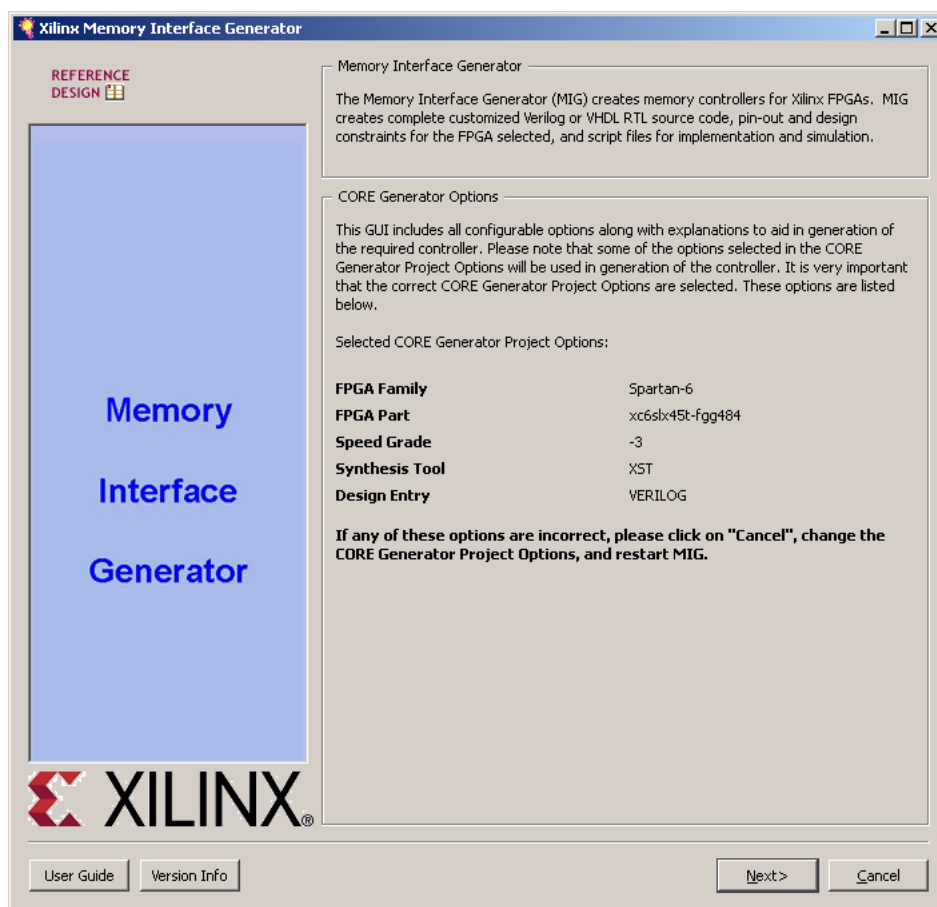 Xilinx Memory Interface Generator
REFERENCE
DESIGN
Memory
Interface
Generator
XILINX®
Memory Interface Generator
The Memory Interface Generator (MIG) creates memory controllers for Xilinx FPGAs. MIG
creates complete customized Verilog or VHDL RTL source code, pin-out and design
constraints for the FPGA selected, and script files for implementation and simulation.
CORE Generator Options
This GUI includes all configurable options along with explanations to aid in generation of
the required controller. Please note that some of the options selected in the CORE
Generator Project Options will be used in generation of the controller. It is very important
that the correct CORE Generator Project Options are selected. These options are listed
below.
Selected CORE Generator Project Options:
FPGA Family Spartan-6
FPGA Part xc6slx45t-fgg484
Speed Grade -3
Synthesis Tool XST
Design Entry VERILOG
If any of these options are incorrect, please click on "Cancel", change the
CORE Generator Project Options, and restart MIG.
User Guide Version Info Next> Cancel